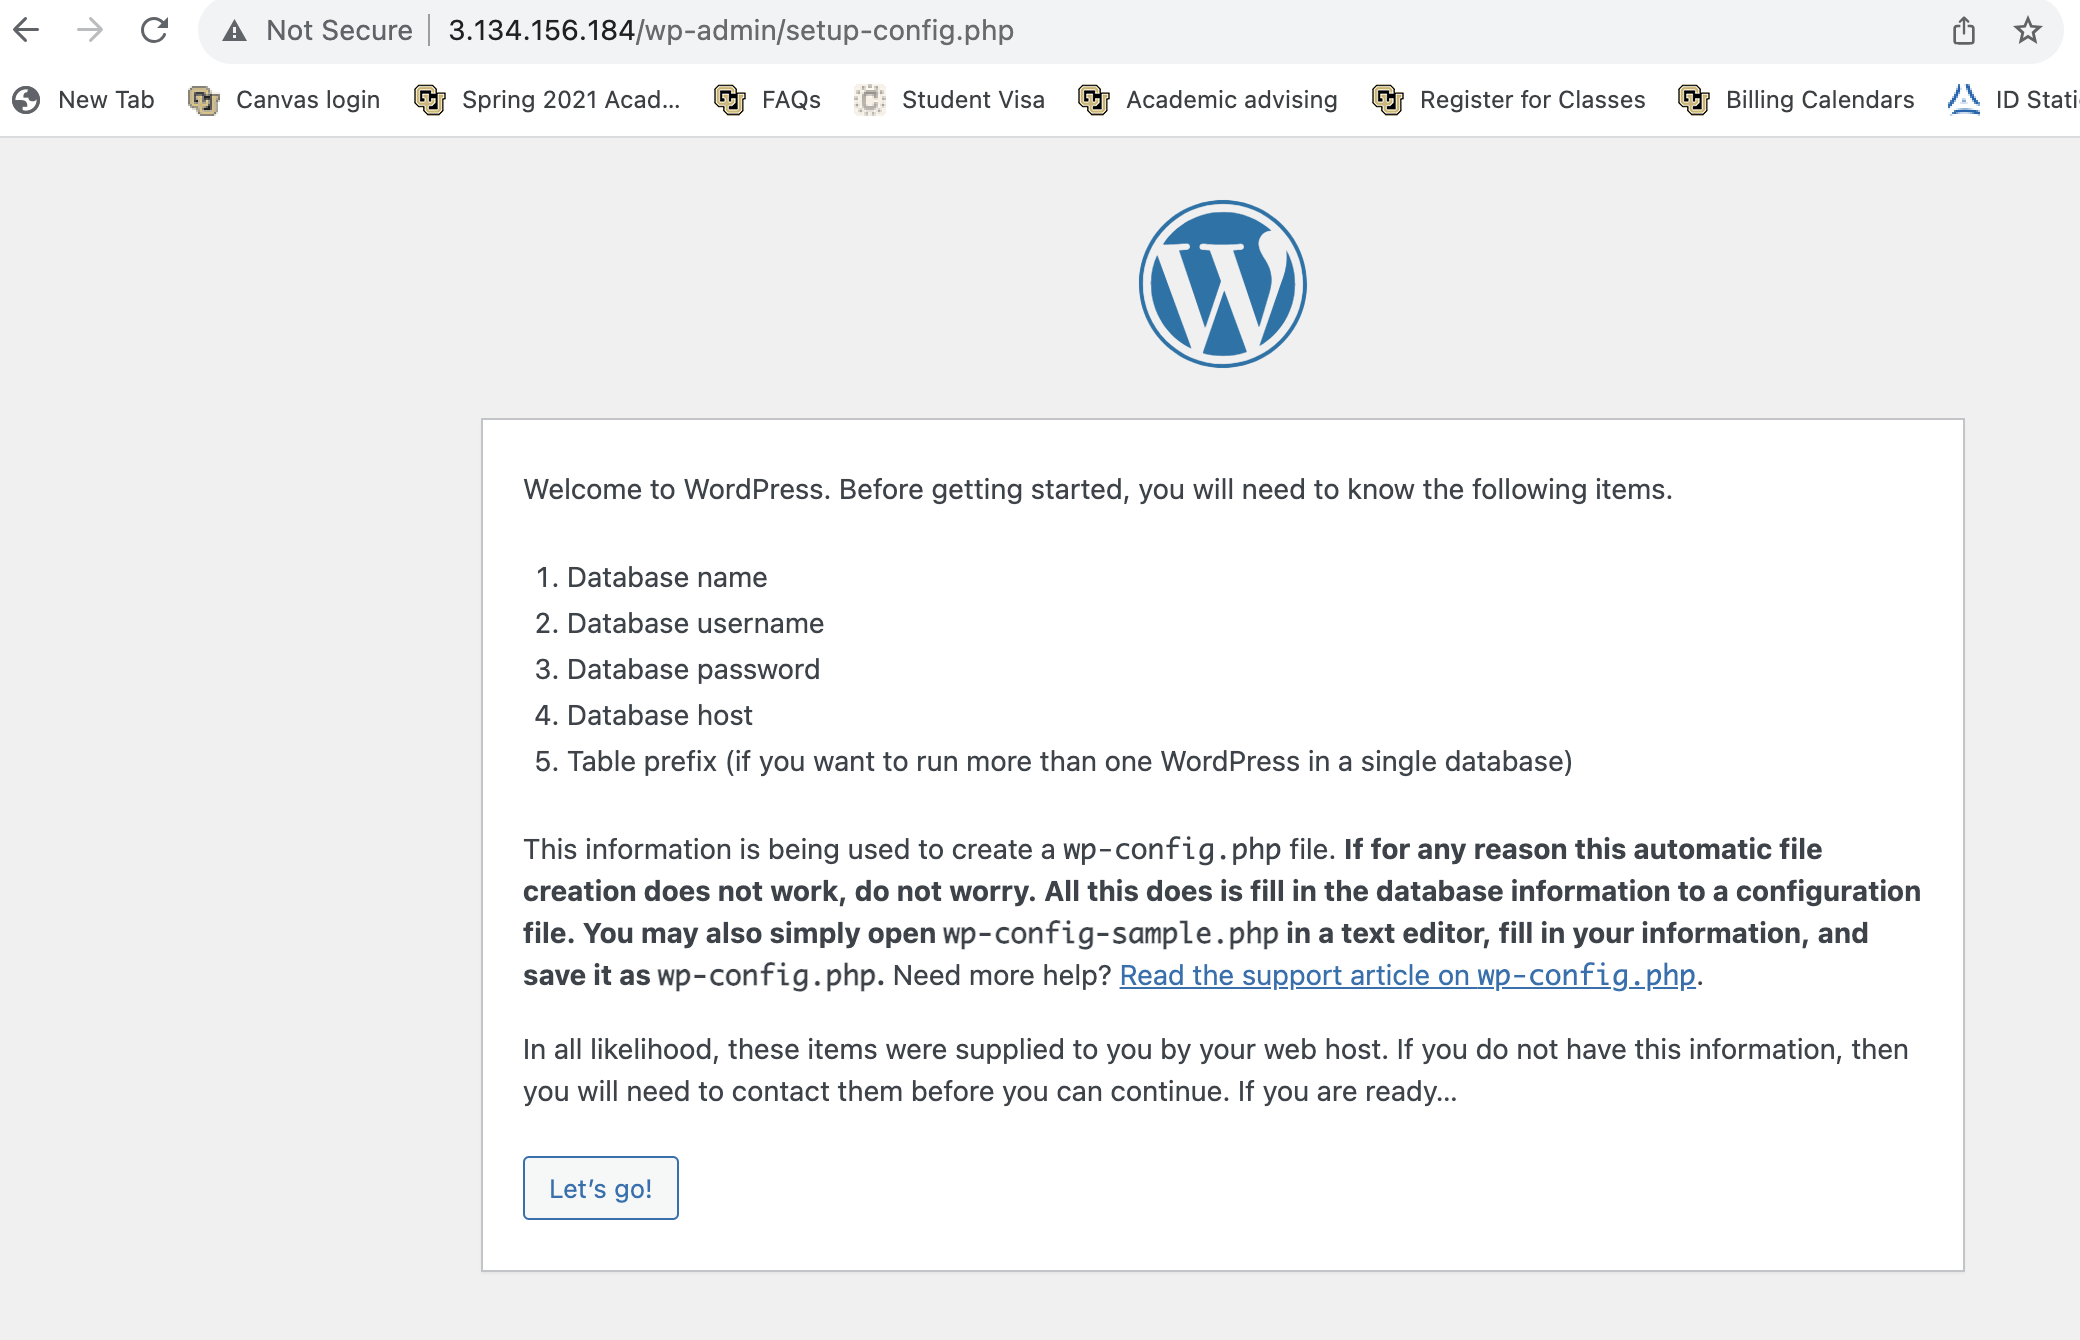 Not Secure | 3.134.156.184/wp-admin/setup-config.php
New Tab Canvas login Spring 2021 Acad... FAQs Student Visa Academic advising Register for Classes Billing Calendars ID Stati
Welcome to WordPress. Before getting started, you will need to know the following items.
1. Database name
2. Database username
3. Database password
4. Database host
5. Table prefix (if you want to run more than one WordPress in a single database)
This information is being used to create a wp-config.php file. If for any reason this automatic file
creation does not work, do not worry. All this does is fill in the database information to a configuration
file. You may also simply open wp-config-sample.php in a text editor, fill in your information, and
save it as wp-config.php. Need more help? Read the support article on wp-config.php.
In all likelihood, these items were supplied to you by your web host. If you do not have this information, then
you will need to contact them before you can continue. If you are ready…
Let’s go!